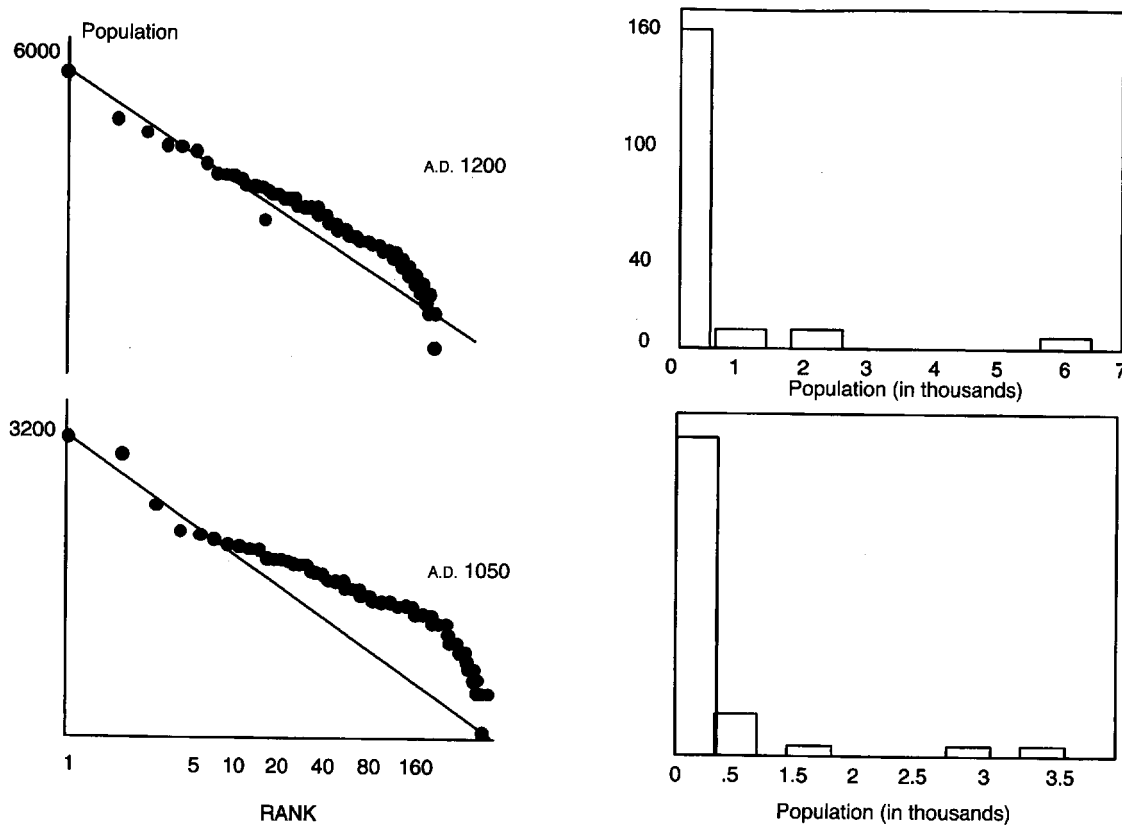 Population
6000
A.D. 1200
160
100
40
0
0 1 2 3 4 5 6 7
Population (in thousands)
3200
A.D. 1050
1 5 10 20 40 80 160
RANK
0 .5 1.5 2 2.5 3 3.5
Population (in thousands)